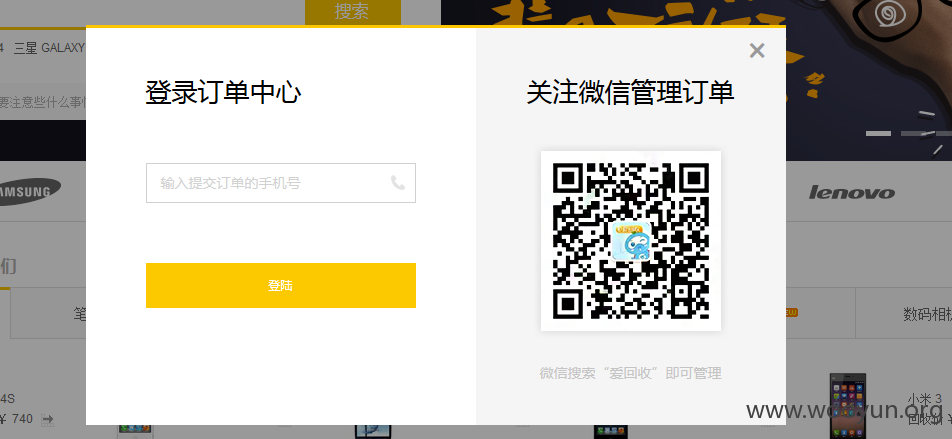 搜索
4 三星 GALAXY
要注意些什么事
登录订单中心
关注微信管理订单
输入提交订单的手机号
SAMSUNG
lenovo
们
登陆
笔
数码相机
微信搜索“爱回收”即可管理
4S
¥ 740
小米 3
www.wooyun.org